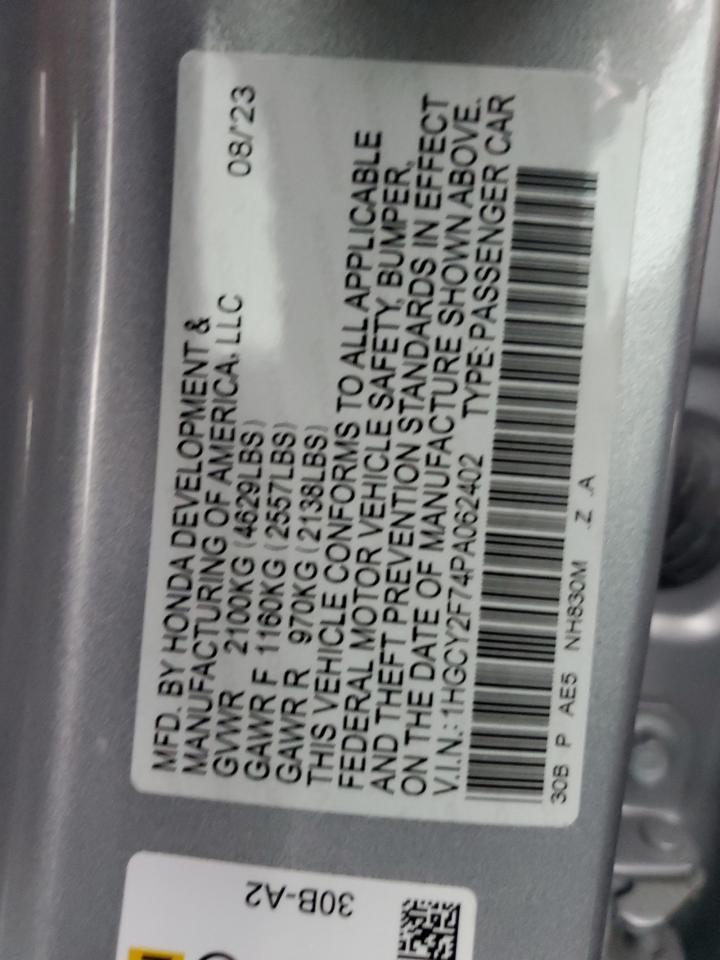 MFD. BY HONDA DEVELOPMENT &
MANUFACTURING OF AMERICA, LLC 08/'23
GVWR 2100KG (4629LBS)
GAWR F 1160KG (2557LBS)
GAWR R 970KG (2138LBS)
THIS VEHICLE CONFORMS TO ALL APPLICABLE
FEDERAL MOTOR VEHICLE SAFETY, BUMPER,
AND THEFT PREVENTION STANDARDS IN EFFECT
ON THE DATE OF MANUFACTURE SHOWN ABOVE.
V.I.N.: 1HGCY2F74PA062402 TYPE: PASSENGER CAR
30B P AE5 NH830M .Z .A
30B-A2